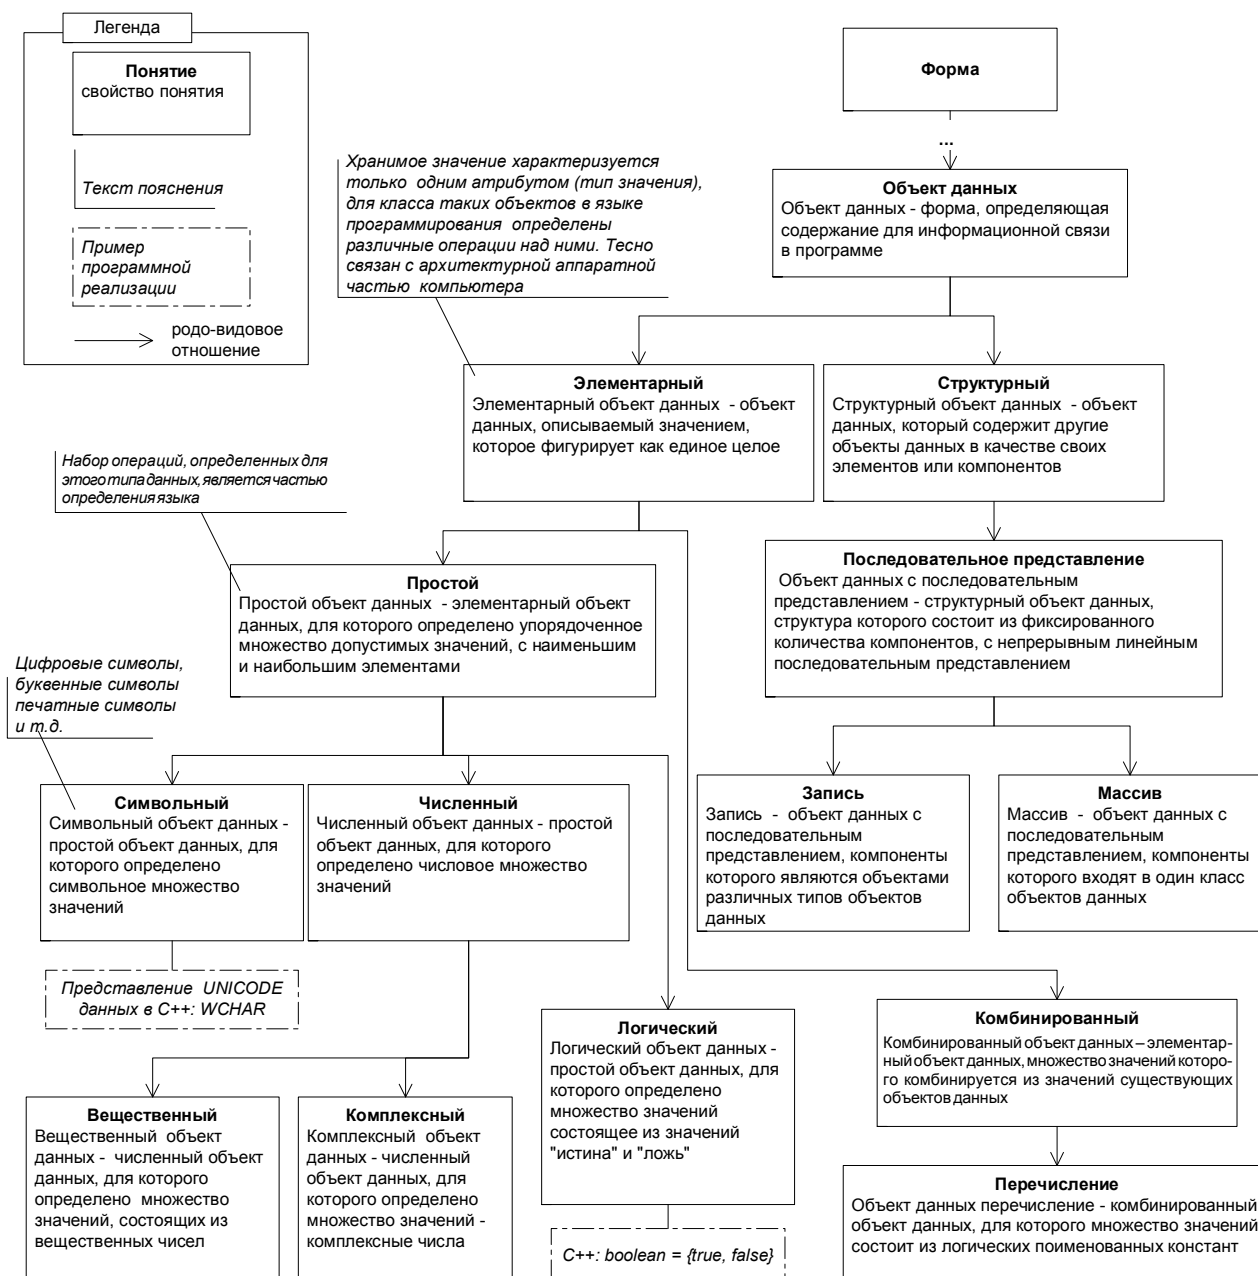 Легенда
Понятие
свойство понятия
Текст пояснения
Пример
программной
реализации
родо-видовое
отношение
Форма
...
Объект данных
Объект данных - форма, определяющая
содержание для информационной связи
в программе
Хранимое значение характеризуется
только одним атрибутом (тип значения),
для класса таких объектов в языке
программирования определены
различные операции над ними. Тесно
связан с архитектурной аппаратной
частью компьютера
Элементарный
Элементарный объект данных - объект
данных, описываемый значением,
которое фигурирует как единое целое
Структурный
Структурный объект данных - объект
данных, который содержит другие
объекты данных в качестве своих
элементов или компонентов
Набор операций, определенных для
этого типа данных, является частью
определения языка
Простой
Простой объект данных - элементарный объект
данных, для которого определено упорядоченное
множество допустимых значений, с наименьшим
и наибольшим элементами
Последовательное представление
Объект данных с последовательным
представлением - структурный объект данных,
структура которого состоит из фиксированного
количества компонентов, с непрерывным линейным
последовательным представлением
Цифровые символы,
буквенные символы
печатные символы
и т.д.
Символьный
Символьный объект данных -
простой объект данных, для
которого определено
символьное множество
значений
Численный
Численный объект данных - простой
объект данных, для которого
определено числовое множество
значений
Запись
Запись - объект данных с
последовательным
представлением, компоненты
которого являются объектами
различных типов объектов
данных
Массив
Массив - объект данных с
последовательным
представлением, компоненты
которого входят в один класс
объектов данных
Представление UNICODE
данных в C++: WCHAR
Логический
Логический объект данных -
простой объект данных, для
которого определено
множество значений
состоящее из значений
"истина" и "ложь"
Комбинированный
Комбинированный объект данных – элементар-
ный объект данных, множество значений которо-
го комбинируется из значений существующих
объектов данных
Вещественный
Вещественный объект
данных - численный объект
данных, для которого
определено множество
значений, состоящих из
вещественных чисел
Комплексный
Комплексный объект
данных - численный
объект данных, для
которого определено
множество значений -
комплексные числа
C++: boolean = {true, false}
Перечисление
Объект данных перечисление - комбинированный
объект данных, для которого множество значений
состоит из логических поименованных констант